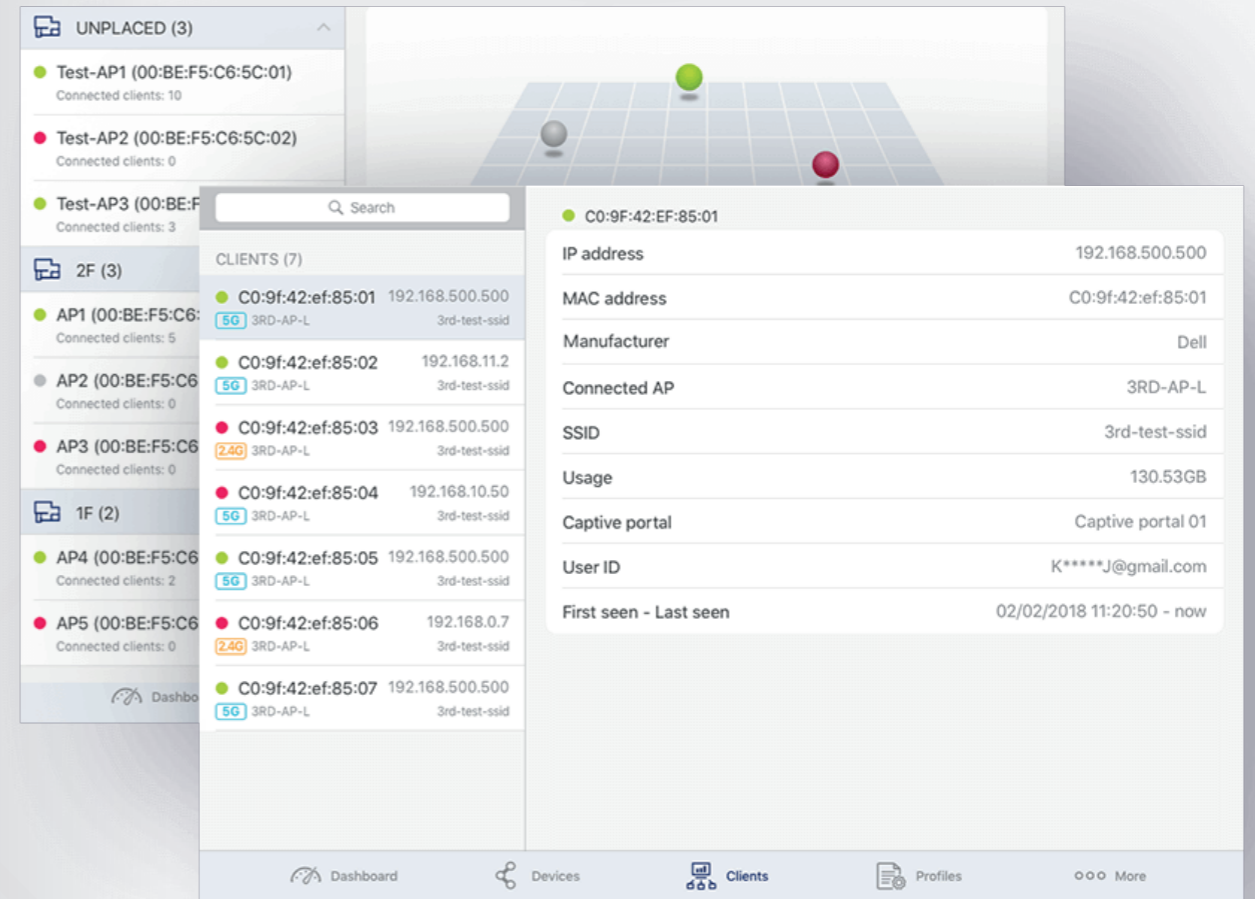 UNPLACED (3)
Test-AP1 (00:BE:F5:C6:5C:01)
Connected clients: 10
Test-AP2 (00:BE:F5:C6:5C:02)
Connected clients: 0
Test-AP3 (00:BE:F
Connected clients: 3
2F (3)
AP1 (00:BE:F5:C6:
Connected clients: 5
AP2 (00:BE:F5:C6
Connected clients: 0
AP3 (00:BE:F5:C6
Connected clients: 0
1F (2)
AP4 (00:BE:F5:C6
Connected clients: 2
AP5 (00:BE:F5:C6
Connected clients: 0
Dashbo
Search
CLIENTS (7)
C0:9f:42:ef:85:01 192.168.500.500
5G 3RD-AP-L 3rd-test-ssid
C0:9f:42:ef:85:02 192.168.11.2
5G 3RD-AP-L 3rd-test-ssid
C0:9f:42:ef:85:03 192.168.500.500
2.4G 3RD-AP-L 3rd-test-ssid
C0:9f:42:ef:85:04 192.168.10.50
5G 3RD-AP-L 3rd-test-ssid
C0:9f:42:ef:85:05 192.168.500.500
5G 3RD-AP-L 3rd-test-ssid
C0:9f:42:ef:85:06 192.168.0.7
2.4G 3RD-AP-L 3rd-test-ssid
C0:9f:42:ef:85:07 192.168.500.500
5G 3RD-AP-L 3rd-test-ssid
C0:9F:42:EF:85:01
IP address 192.168.500.500
MAC address C0:9f:42:ef:85:01
Manufacturer Dell
Connected AP 3RD-AP-L
SSID 3rd-test-ssid
Usage 130.53GB
Captive portal Captive portal 01
User ID K*****J@gmail.com
First seen - Last seen 02/02/2018 11:20:50 - now
Dashboard Devices Clients Profiles More